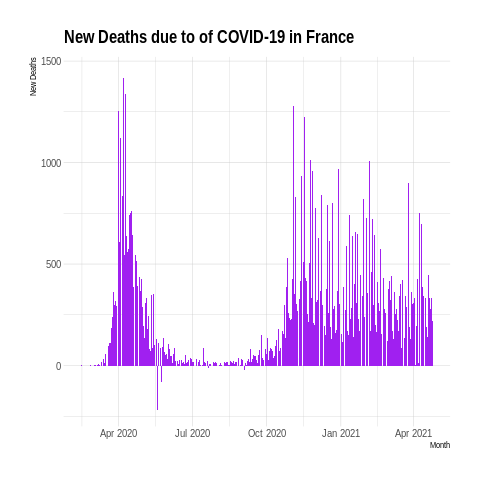 New Deaths due to of COVID-19 in France
New Deaths
1500
1000
500
0
Apr 2020 Jul 2020 Oct 2020 Jan 2021 Apr 2021
Month